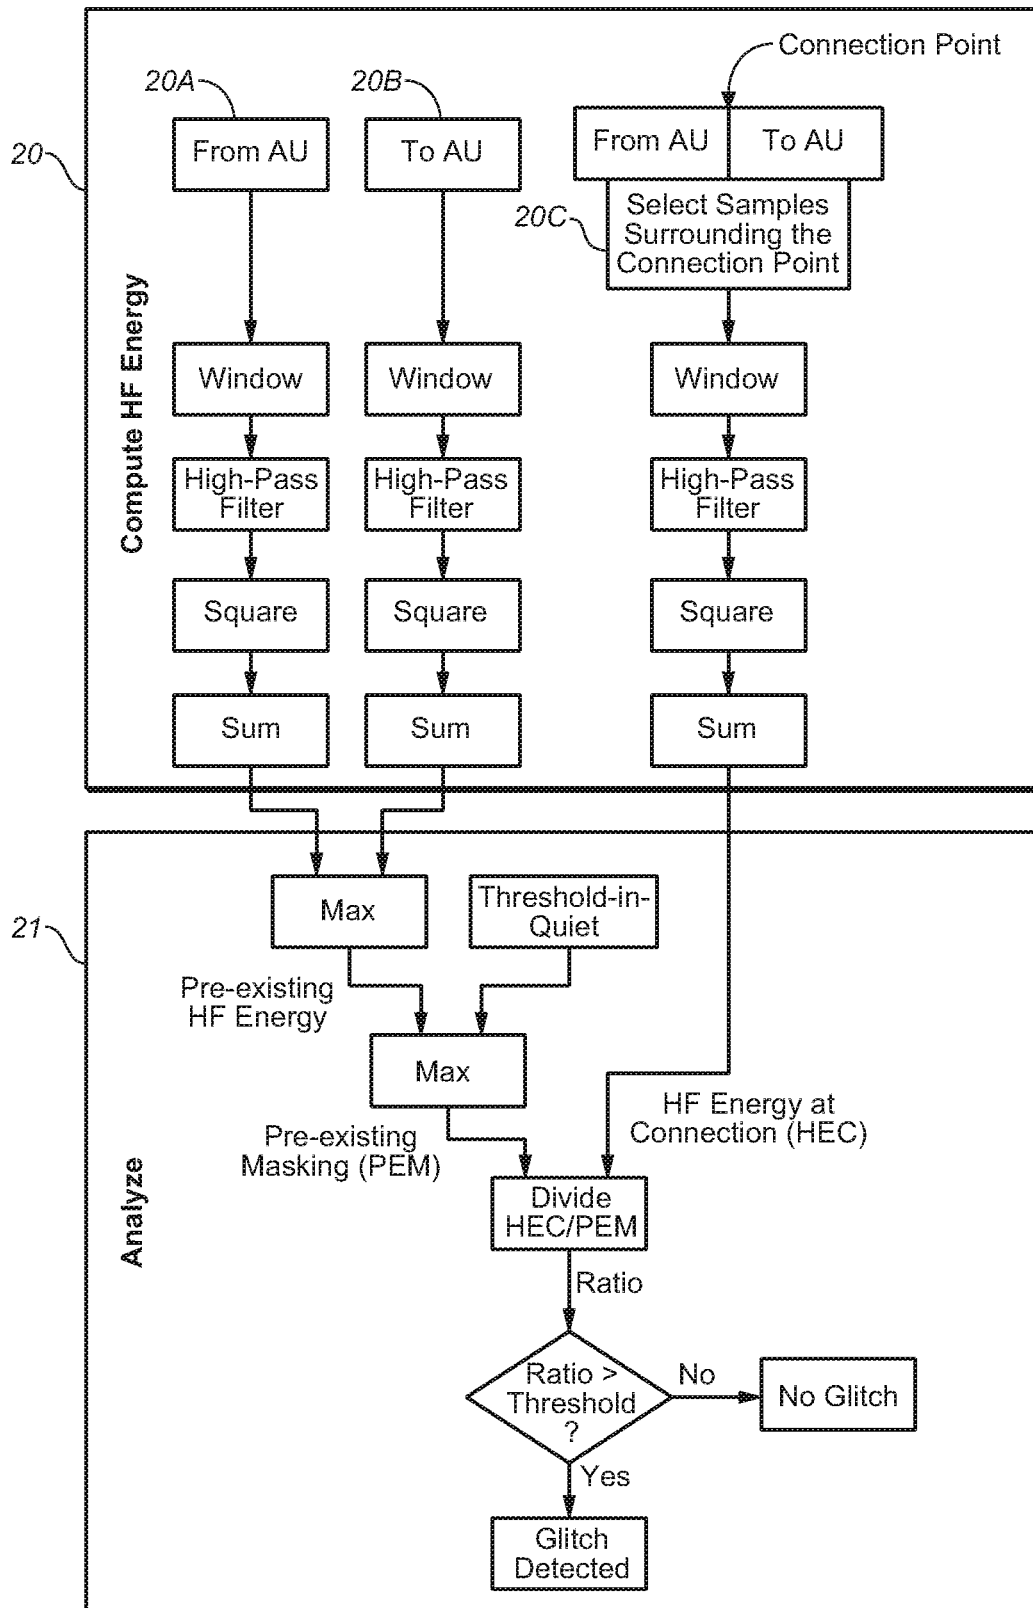 Connection Point
20A
20B
20
From AU
To AU
From AU
To AU
20C
Select Samples
Surrounding the
Connection Point
Compute HF Energy
Window
Window
Window
High-Pass
Filter
High-Pass
Filter
High-Pass
Filter
Square
Square
Square
Sum
Sum
Sum
21
Max
Threshold-in-
Quiet
Pre-existing
HF Energy
Max
HF Energy at
Connection (HEC)
Pre-existing
Masking (PEM)
Analyze
Divide
HEC/PEM
Ratio
Ratio >
Threshold
?
No
No Glitch
Yes
Glitch
Detected